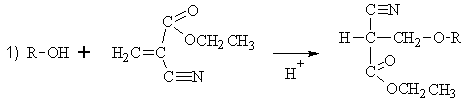 1) R-OH + H₂C O OCH₂CH₃ C≡N
H⁺
C≡N H CH₂-O-R O OCH₂CH₃